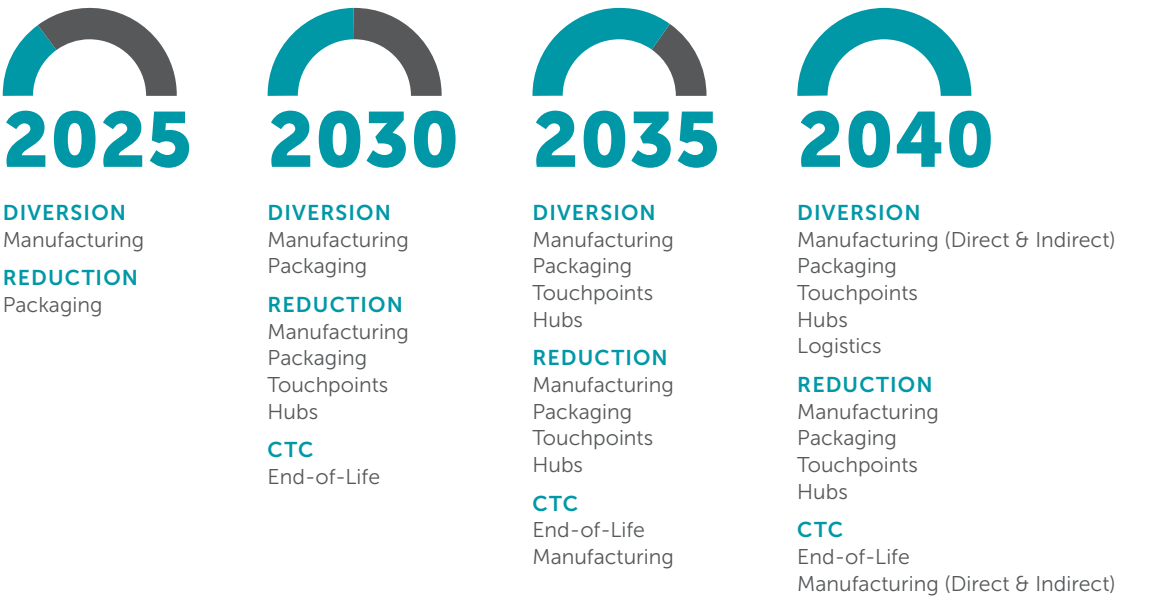 2025
DIVERSION
Manufacturing
REDUCTION
Packaging
2030
DIVERSION
Manufacturing
Packaging
REDUCTION
Manufacturing
Packaging
Touchpoints
Hubs
CTC
End-of-Life
2035
DIVERSION
Manufacturing
Packaging
Touchpoints
Hubs
REDUCTION
Manufacturing
Packaging
Touchpoints
Hubs
CTC
End-of-Life
Manufacturing
2040
DIVERSION
Manufacturing (Direct & Indirect)
Packaging
Touchpoints
Hubs
Logistics
REDUCTION
Manufacturing
Packaging
Touchpoints
Hubs
CTC
End-of-Life
Manufacturing (Direct & Indirect)